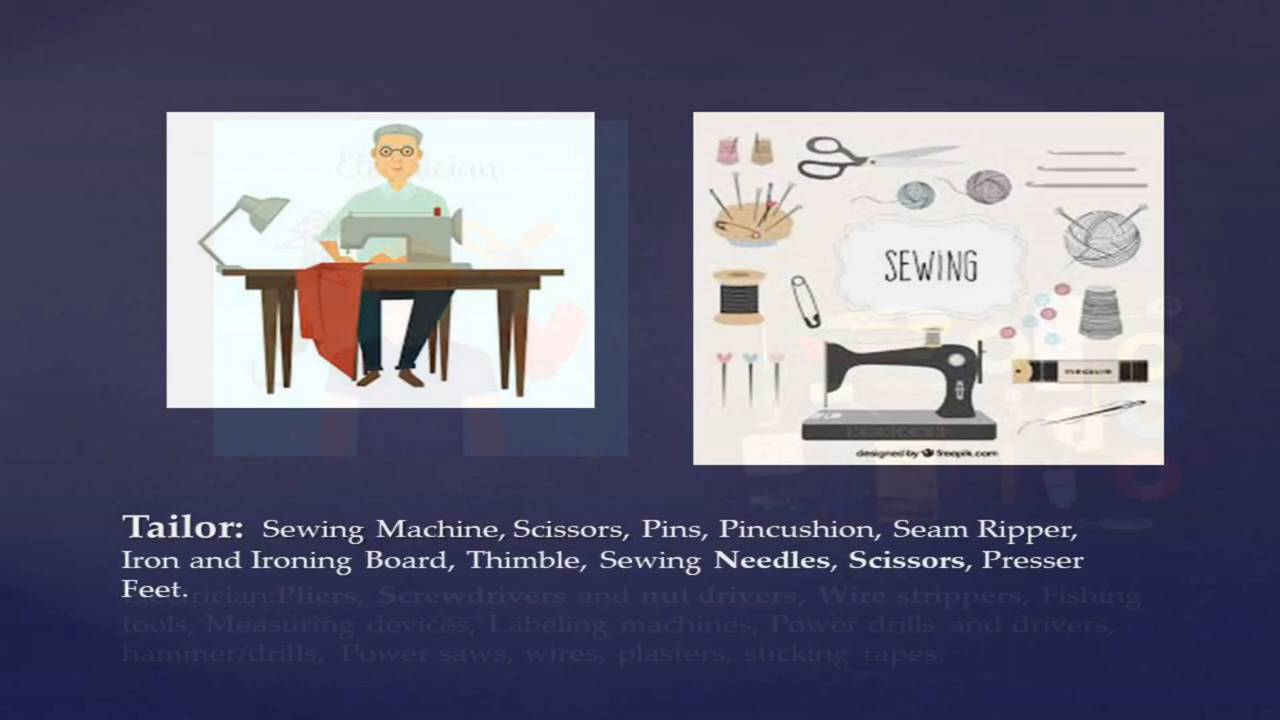 Electrician
SEWING
designed by freepik.com
Tailor: Sewing Machine, Scissors, Pins, Pincushion, Seam Ripper,
Iron and Ironing Board, Thimble, Sewing Needles, Scissors, Presser
Feet.
Electrician:Pliers, Screwdrivers and nut drivers, Wire strippers, Fishing
tools, Measuring devices, Labeling machines, Power drills and drivers,
hammer/drills, Power saws, wires, plasters, sticking tapes.